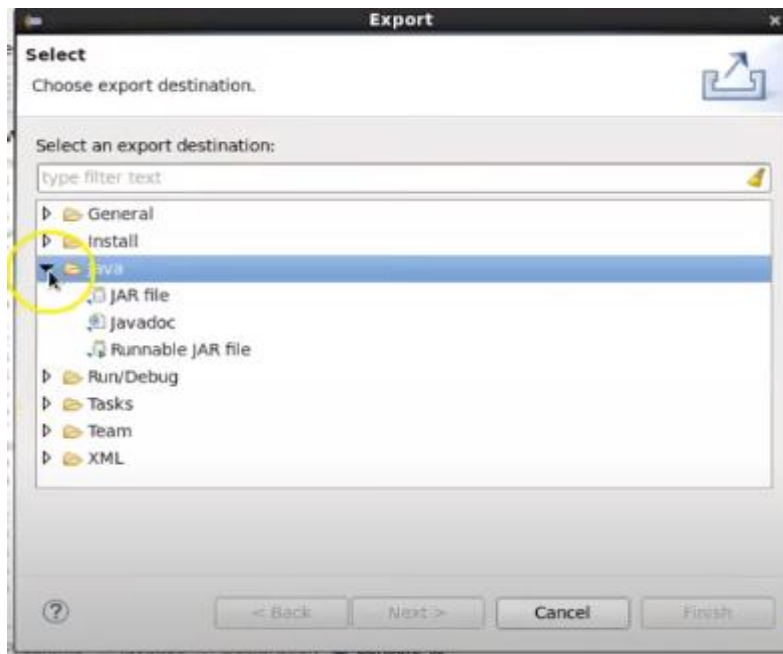 Export
Select
Choose export destination.
Select an export destination:
type filter text
General
Install
Java
JAR file
Javadoc
Runnable JAR file
Run/Debug
Tasks
Team
XML
< Back Next > Cancel Finish